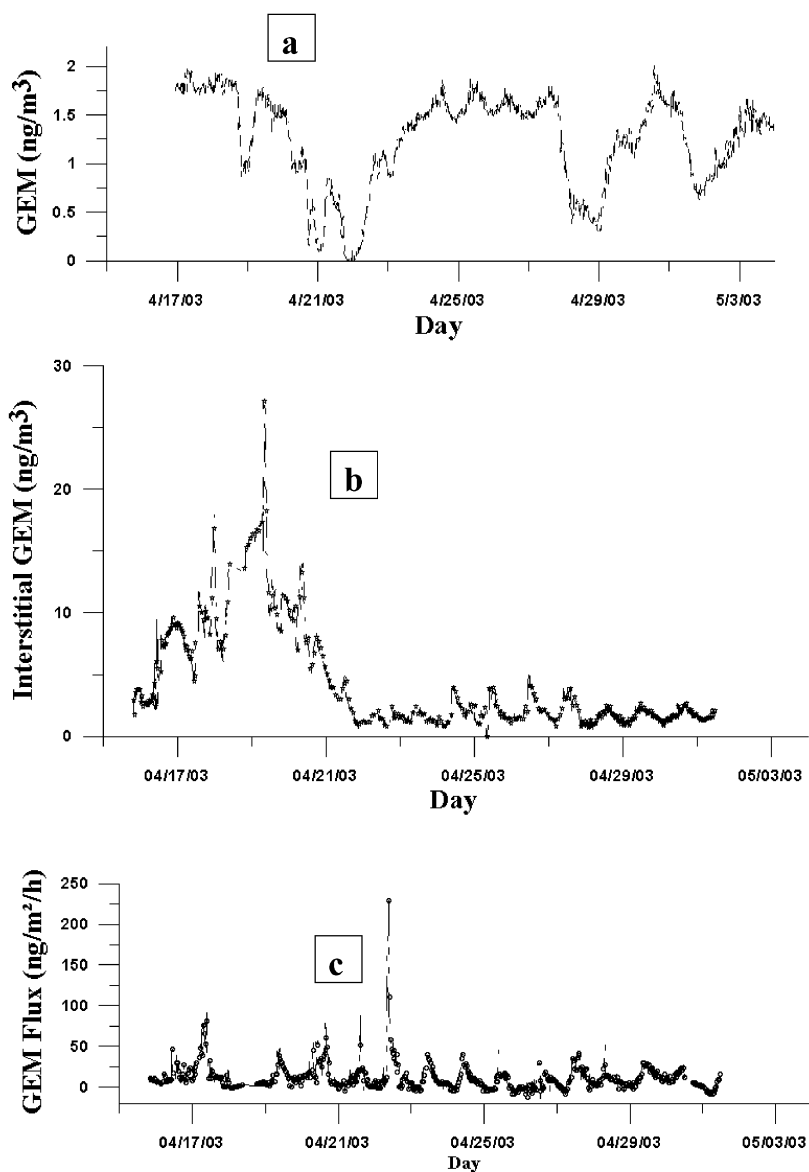 a
GEM (ng/m³)
2
1.5
1
0.5
0
4/17/03 4/21/03 4/25/03 4/29/03 5/3/03
Day
b
Interstitial GEM (ng/m³)
30
20
10
0
04/17/03 04/21/03 04/25/03 04/29/03 05/03/03
Day
c
GEM Flux (ng/m²/h)
250
200
150
100
50
0
04/17/03 04/21/03 04/25/03 04/29/03 05/03/03
Day